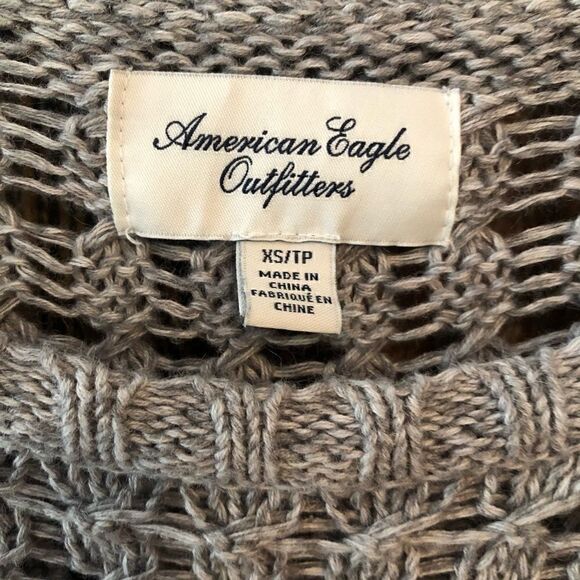 American Eagle
Outfitters
XS/TP
MADE IN
CHINA
FABRIQUÉ EN
CHINE